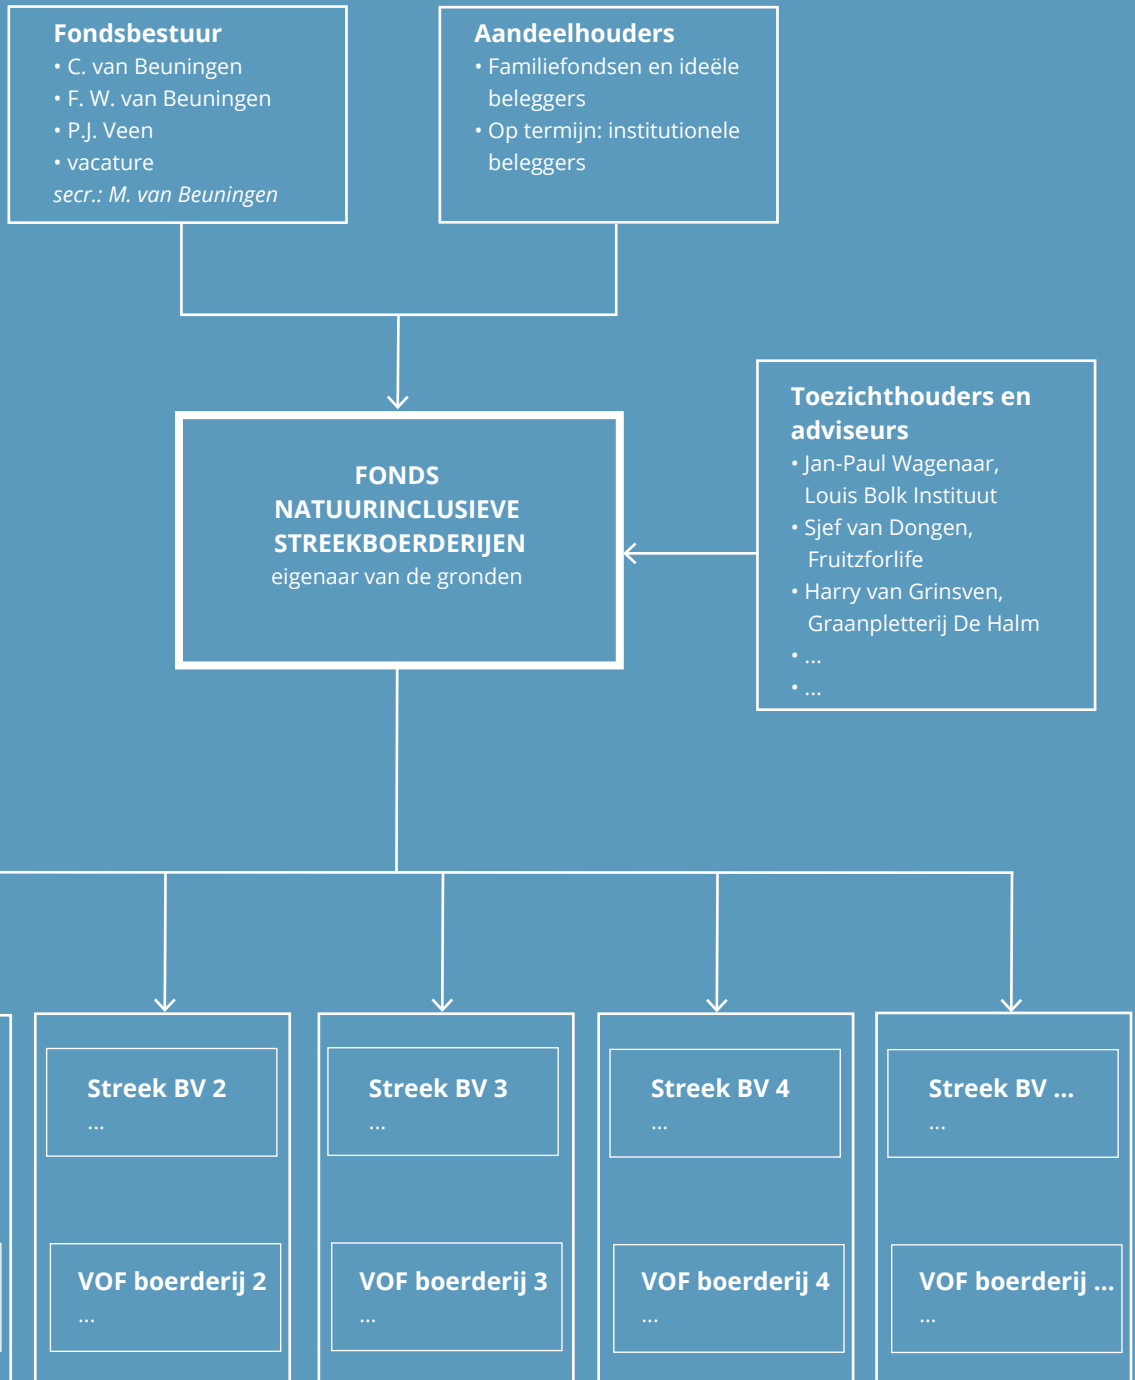 Fondsbestuur
• C. van Beuningen
• F. W. van Beuningen
• P.J. Veen
• vacature
secr.: M. van Beuningen
Aandeelhouders
• Familiefondsen en ideële
beleggers
• Op termijn: institutionele
beleggers
Toezichthouders en
adviseurs
• Jan-Paul Wagenaar,
Louis Bolk Instituut
• Sjef van Dongen,
Fruitzforlife
• Harry van Grinsven,
Graanpletterij De Halm
• ...
• ...
FONDS
NATUURINCLUSIEVE
STREEKBOERDERIJEN
eigenaar van de gronden
Streek BV 2
...
VOF boerderij 2
...
Streek BV 3
...
VOF boerderij 3
...
Streek BV 4
...
VOF boerderij 4
...
Streek BV ...
...
VOF boerderij ...
...